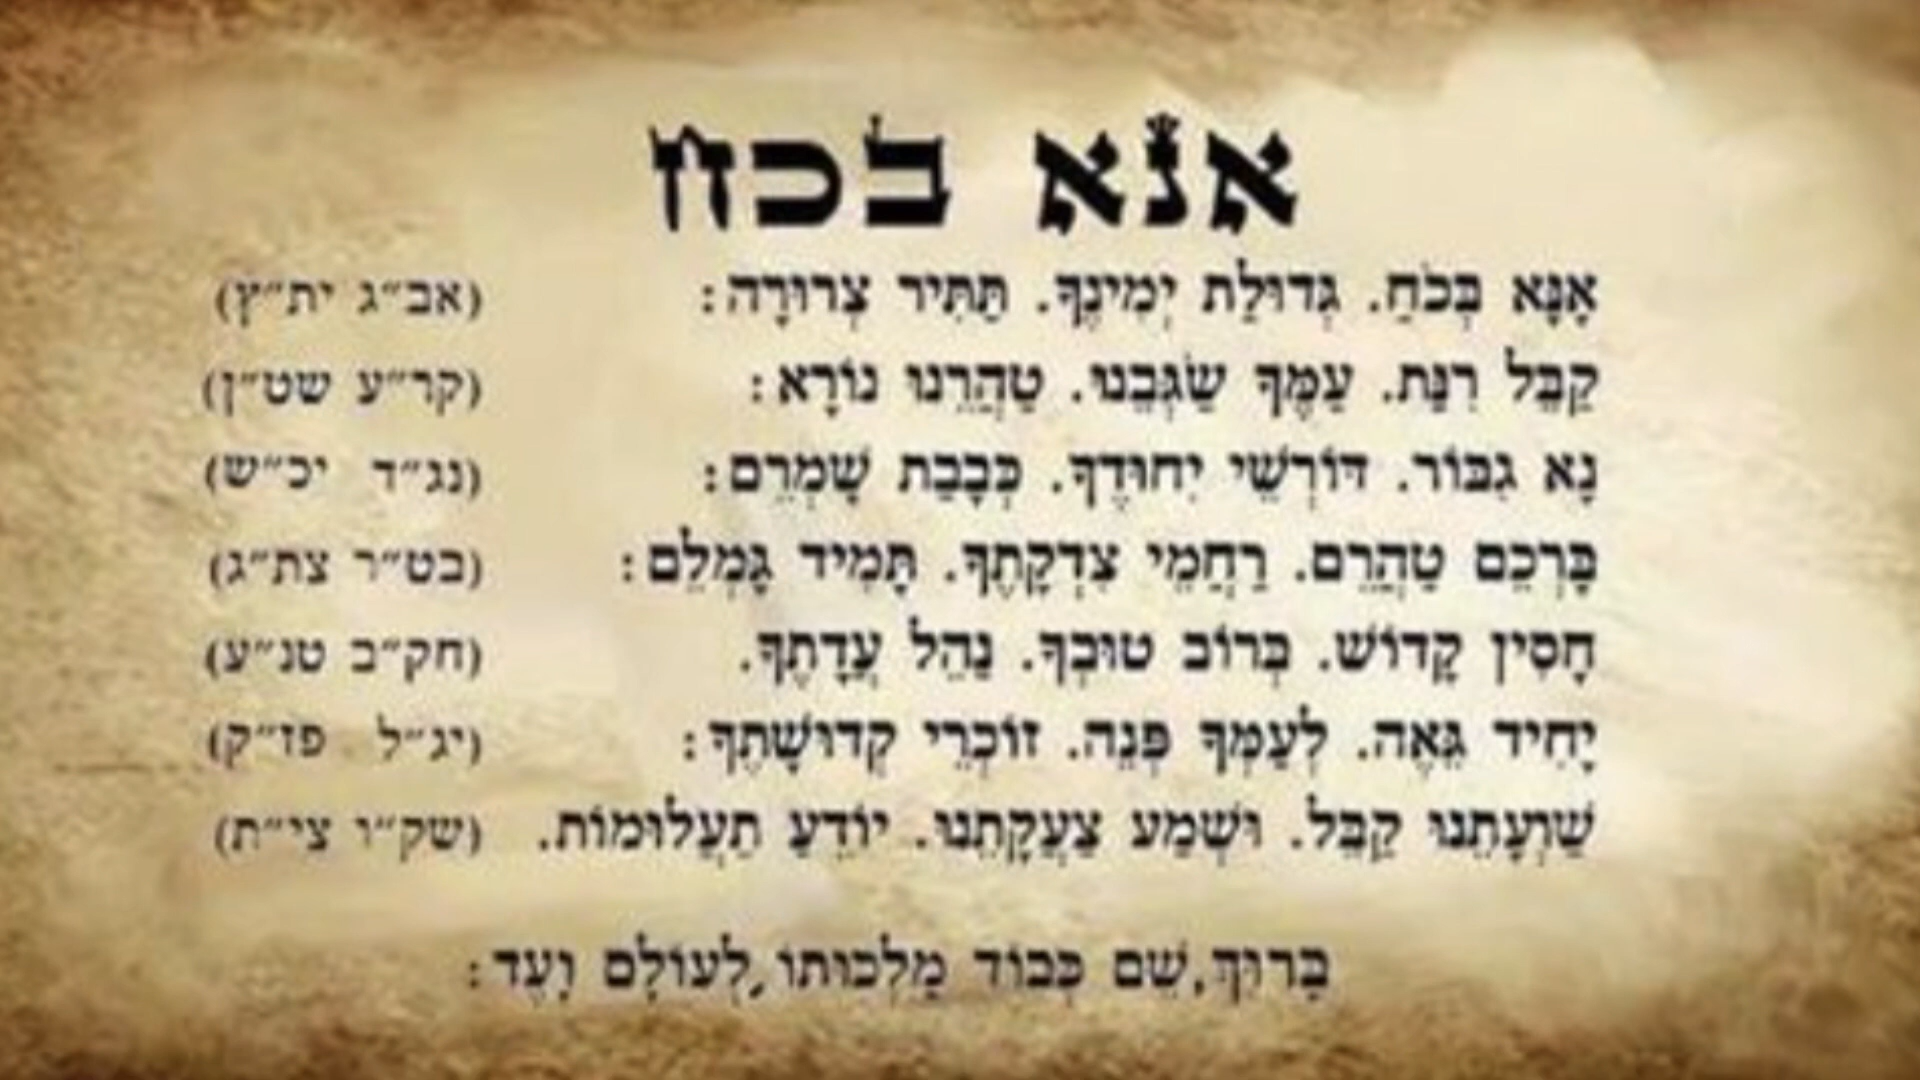 אנא בכח
אָנָּא בְּכֹחַ. גְּדוּלַת יְמִינֶךָ. תַּתִּיר צְרוּרָה: (אב״ג ית״ץ)
קַבֵּל רִנַּת. עַמֶּךָ שַׂגְּבֵנוּ. טַהֲרֵנוּ נוֹרָא: (קר״ע שט״ן)
נָא גִבּוֹר. דּוֹרְשֵׁי יִחוּדֶךָ. כְּבָבַת שָׁמְרֵם: (נג״ד יכ״ש)
בָּרְכֵם טַהֲרֵם. רַחֲמֵי צִדְקָתֶךָ. תָּמִיד גָּמְלֵם: (בט״ר צת״ג)
חָסִין קָדוֹשׁ. בְּרוֹב טוּבְךָ. נַהֵל עֲדָתֶךָ. (חק״ב טנ״ע)
יָחִיד גֵּאֶה. לְעַמְּךָ פְּנֵה. זוֹכְרֵי קְדוּשָׁתֶךָ: (יג״ל פז״ק)
שַׁוְעָתֵנוּ קַבֵּל. וּשְׁמַע צַעֲקָתֵנוּ. יוֹדֵעַ תַּעֲלוּמוֹת. (שק״ו צי״ת)
בָּרוּךְ, שֵׁם כְּבוֹד מַלְכוּתוֹ, לְעוֹלָם וָעֶד: